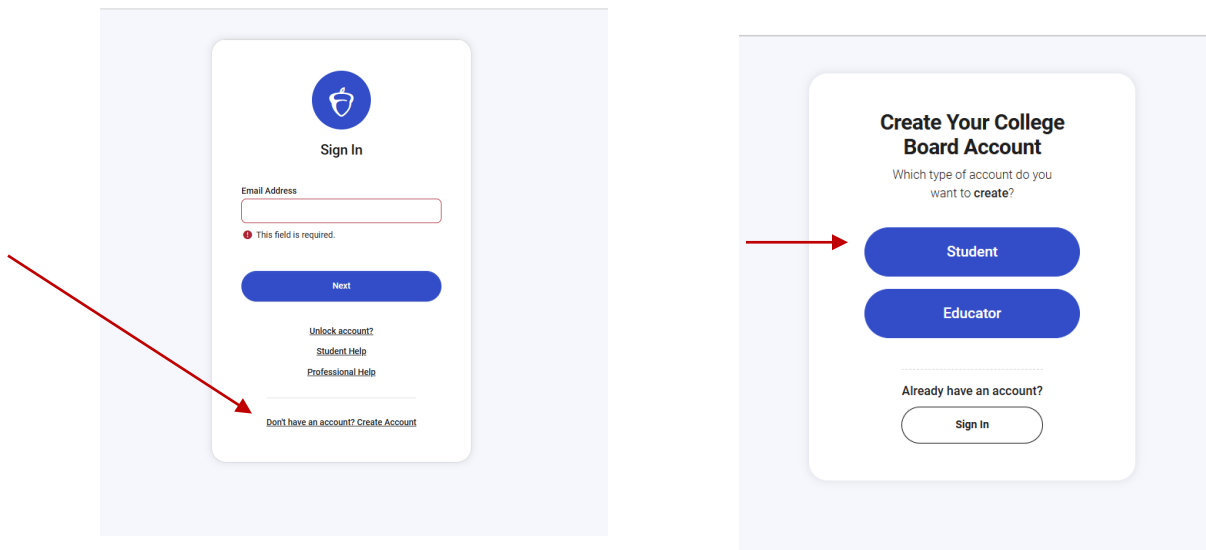 Sign In
Email Address
This field is required.
Next
Unlock account?
Student Help
Professional Help
Don't have an account? Create Account
Create Your College
Board Account
Which type of account do you
want to create?
Student
Educator
Already have an account?
Sign In